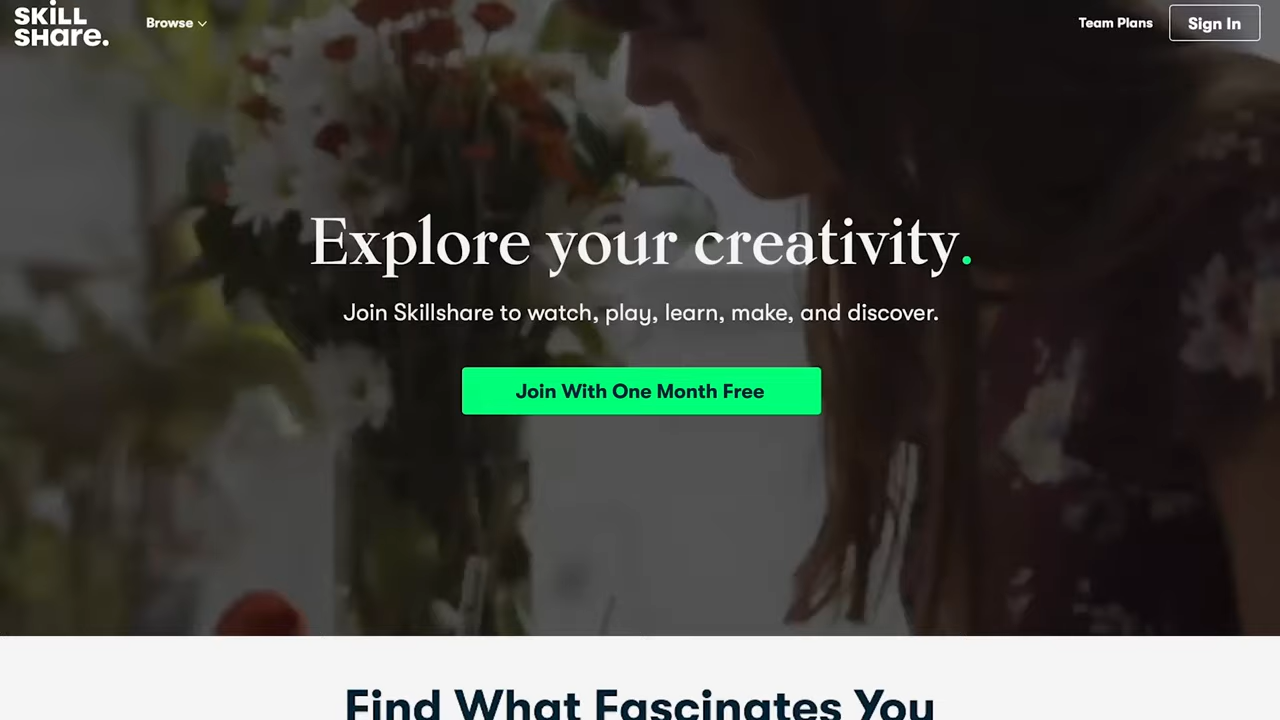 SKILL
SHare.
Browse
Team Plans
Sign In
Explore your creativity.
Join Skillshare to watch, play, learn, make, and discover.
Join With One Month Free
Find What Fascinates You